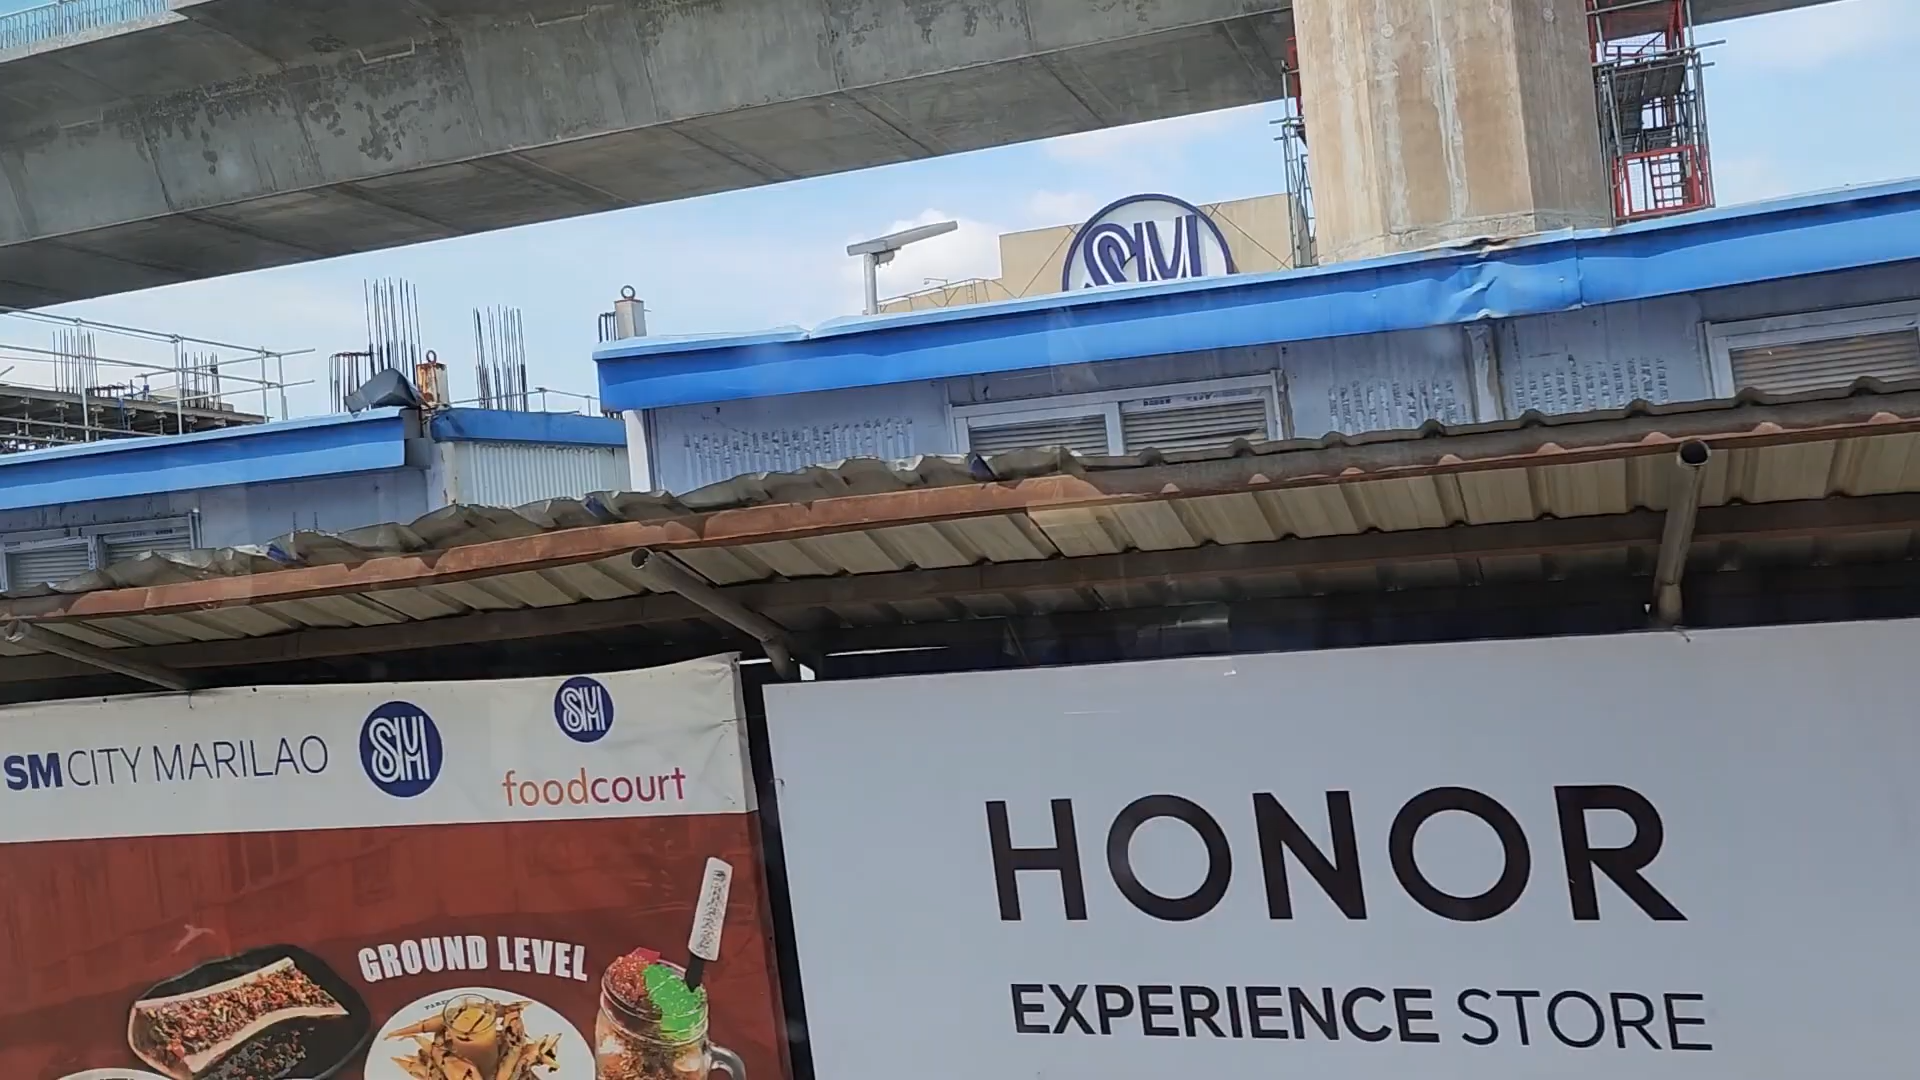 SM
SM CITY MARILAO
SM
SM
foodcourt
GROUND LEVEL
HONOR
EXPERIENCE STORE